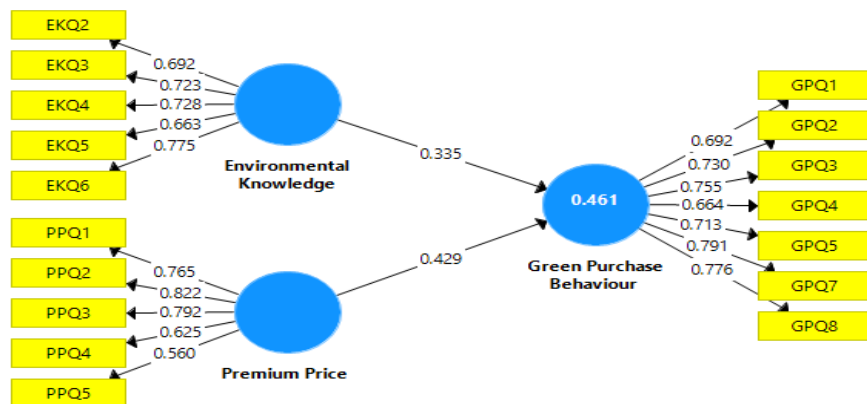 EKQ2
EKQ3
EKQ4
EKQ5
EKQ6
0.692
0.723
0.728
0.663
0.775
Environmental
Knowledge
0.335
PPQ1
PPQ2
PPQ3
PPQ4
PPQ5
0.765
0.822
0.792
0.625
0.560
Premium Price
0.429
0.461
Green Purchase
Behaviour
0.692
0.730
0.755
0.664
0.713
0.791
0.776
GPQ1
GPQ2
GPQ3
GPQ4
GPQ5
GPQ7
GPQ8